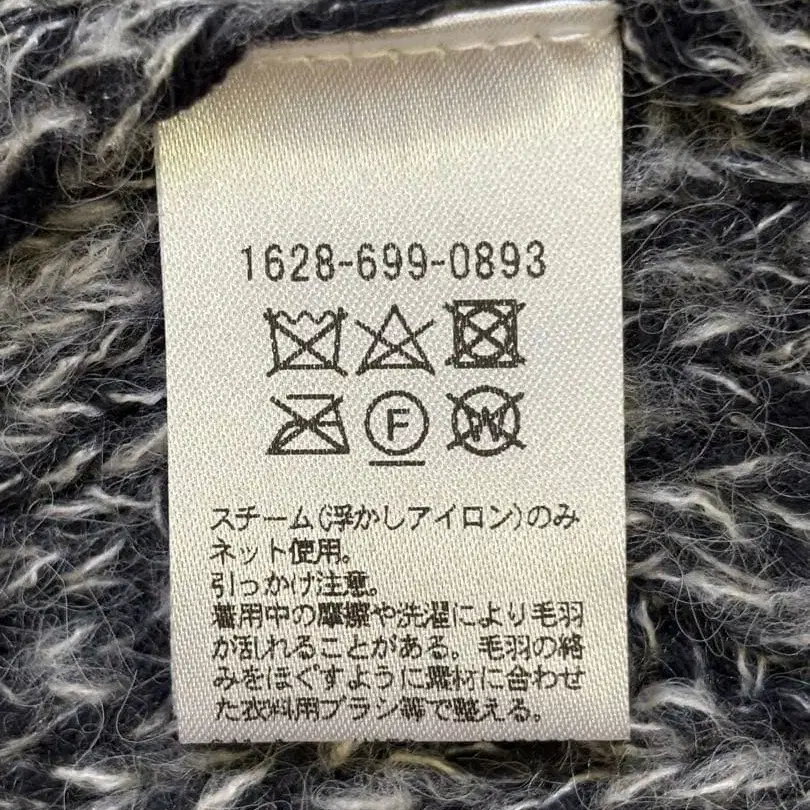 1628-699-0893
F
W
スチーム(浮かしアイロン)のみ
ネット使用。
引っかけ注意。
着用中の摩擦や洗濯により毛羽
が乱れることがある。毛羽の絡
みをほぐすように素材に合わせ
た衣料用ブラシ等で整える。